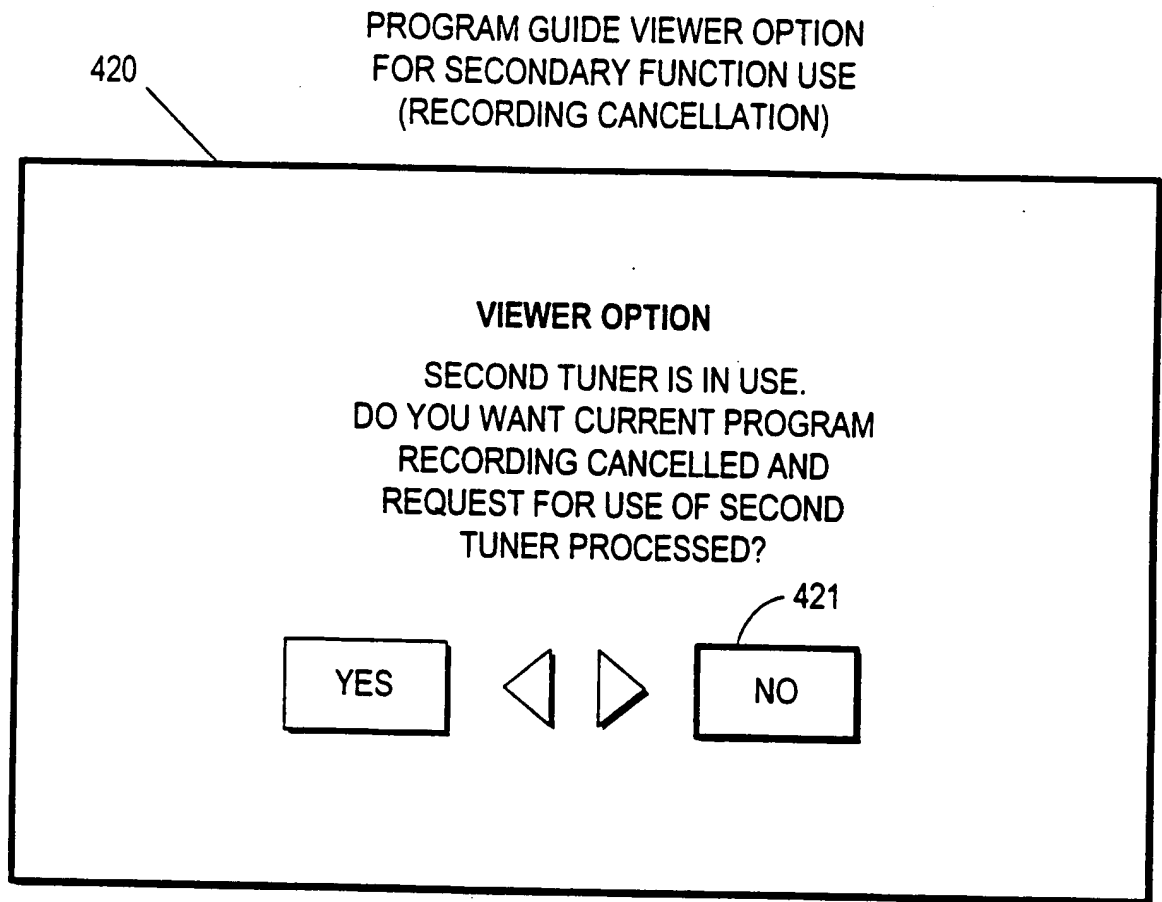 PROGRAM GUIDE VIEWER OPTION
FOR SECONDARY FUNCTION USE
(RECORDING CANCELLATION)
420
VIEWER OPTION
SECOND TUNER IS IN USE.
DO YOU WANT CURRENT PROGRAM
RECORDING CANCELLED AND
REQUEST FOR USE OF SECOND
TUNER PROCESSED?
421
YES
NO